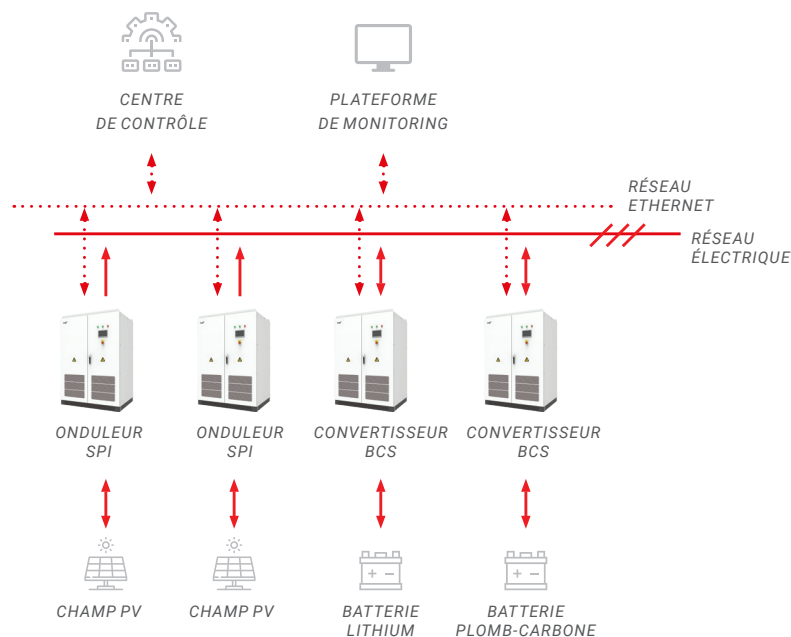 CENTRE
DE CONTRÔLE
PLATEFORME
DE MONITORING
RÉSEAU
ETHERNET
RÉSEAU
ÉLECTRIQUE
ONDULEUR
SPI
ONDULEUR
SPI
CONVERTISSEUR
BCS
CONVERTISSEUR
BCS
CHAMP PV
CHAMP PV
BATTERIE
LITHIUM
BATTERIE
PLOMB-CARBONE